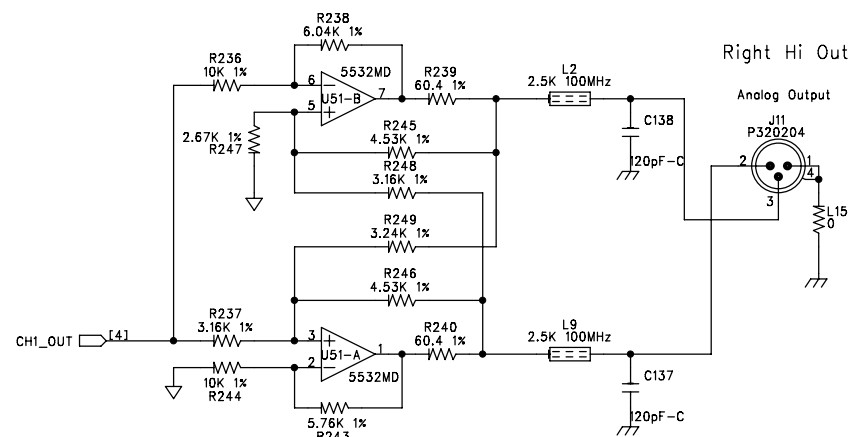 R238
6.04K 1%
R236
10K 1%
5532MD
6
U51-B
7
5
R239
60.4 1%
L2
2.5K 100MHz
Right Hi Out
Analog Output
J11
P320204
C138
120pF-C
2.67K 1%
R247
R245
4.53K 1%
R248
3.16K 1%
2
1
4
3
L15
0
R249
3.24K 1%
R246
4.53K 1%
CH1_OUT
[4]
R237
3.16K 1%
3
U51-A
1
2
5532MD
R240
60.4 1%
L9
2.5K 100MHz
10K 1%
R244
C137
120pF-C
5.76K 1%
R243